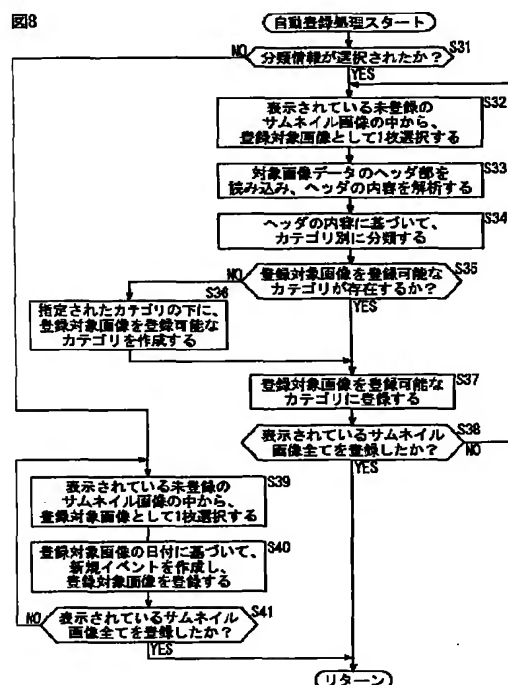 図8
自動登録処理スタート
NO
S31
分類情報が選択されたか？
YES
S32
表示されている未登録の
サムネイル画像の中から、
登録対象画像として1枚選択する
S33
対象画像データのヘッダ部を
読み込み、ヘッダの内容を解析する
S34
ヘッダの内容に基づいて、
カテゴリ別に分類する
NO
S35
登録対象画像を登録可能な
カテゴリが存在するか？
YES
S36
指定されたカテゴリの下に、
登録対象画像を登録可能な
カテゴリを作成する
S37
登録対象画像を登録可能な
カテゴリに登録する
S38
表示されているサムネイル
画像全てを登録したか？
NO
YES
S39
表示されている未登録の
サムネイル画像の中から、
登録対象画像として1枚選択する
S40
登録対象画像の日付に基づいて、
新規イベントを作成し、
登録対象画像を登録する
NO
S41
表示されているサムネイル
画像全てを登録したか？
YES
リターン